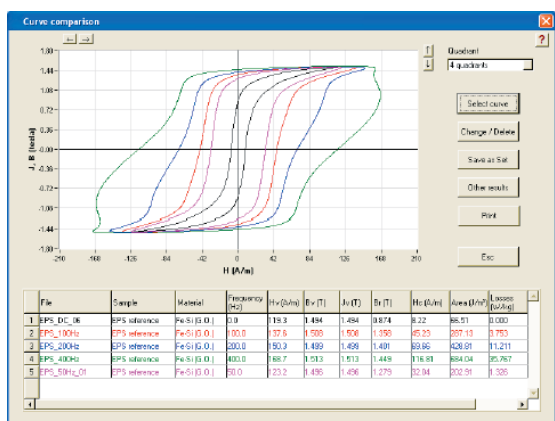 Curve comparison
Quadrant
4 quadrants
Select curve
Change / Delete
Save as Set
Other results
Print
Esc
J, B [tesla]
1.80
1.44
1.08
0.72
0.36
-0.00
-0.36
-0.72
-1.08
-1.44
-1.80
-250 -160 -94 -42 0 42 94 160 210
H (A/m)
File Sample Material Frequency (Hz) Hv (A/m) Bv (T) Jv (T) Br (T) Hc (A/m) Area (J/m³) Losses (W/kg)
1 EPS_DC_06 EPS reference Fe-Si (G.O.) 0.0 119.3 1.494 1.494 0.874 8.22 66.51 0.000
2 EPS_100Hz EPS reference Fe-Si (G.O.) 100.0 137.6 1.508 1.508 1.358 45.23 287.13 3.753
3 EPS_200Hz EPS reference Fe-Si (G.O.) 200.0 150.3 1.499 1.499 1.401 69.66 428.81 11.211
4 EPS_400Hz EPS reference Fe-Si (G.O.) 400.0 168.7 1.513 1.513 1.449 116.81 684.04 35.767
5 EPS_50Hz_01 EPS reference Fe-Si (G.O.) 50.0 123.2 1.496 1.496 1.279 32.04 202.91 1.326